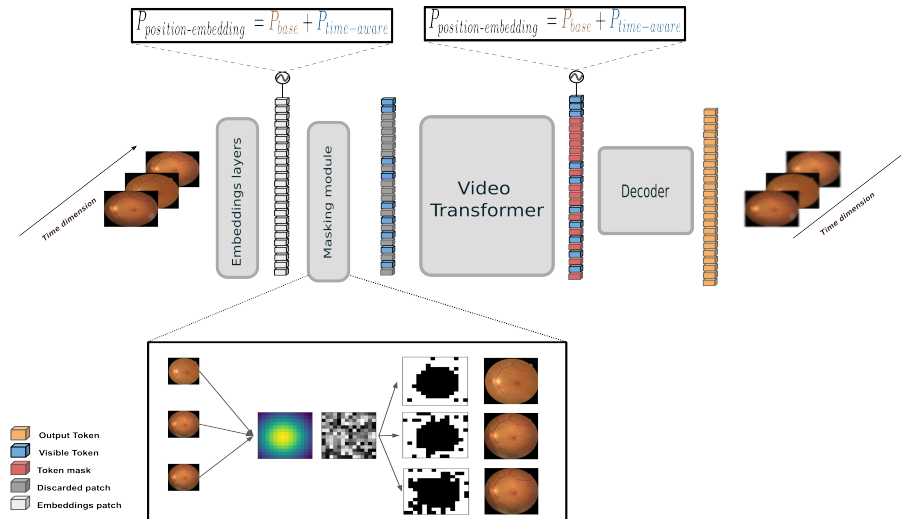 P_position-embedding = P_base + P_time-aware
P_position-embedding = P_base + P_time-aware
Time dimension
Embeddings layers
Masking module
Video
Transformer
Decoder
Time dimension
Output Token
Visible Token
Token mask
Discarded patch
Embeddings patch